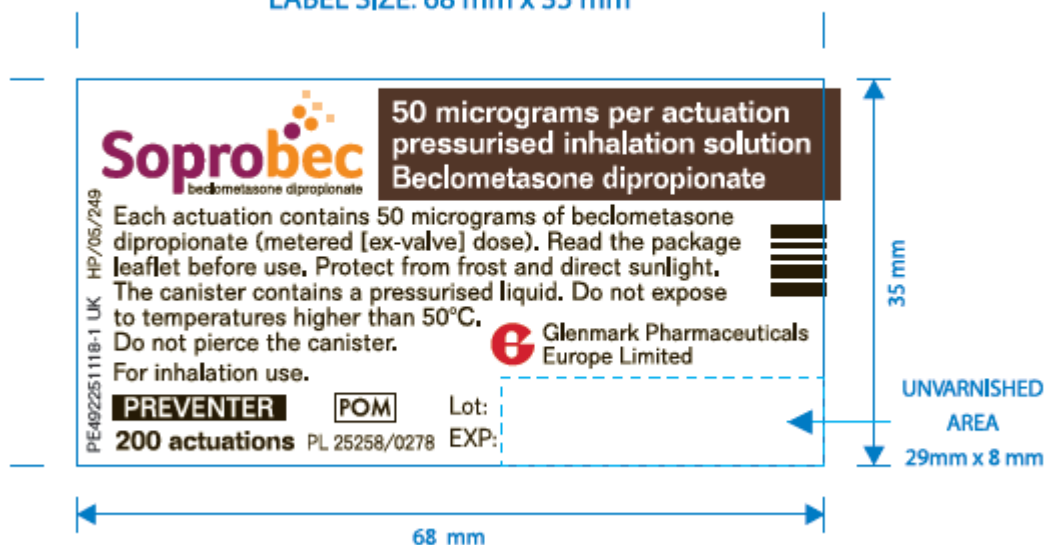 LABEL SIZE: 68 mm x 35 mm
Soprobec
beclometasone dipropionate
50 micrograms per actuation
pressurised inhalation solution
Beclometasone dipropionate
PE4922251118-1 UK HP/05/249
Each actuation contains 50 micrograms of beclometasone
dipropionate (metered [ex-valve] dose). Read the package
leaflet before use. Protect from frost and direct sunlight.
The canister contains a pressurised liquid. Do not expose
to temperatures higher than 50°C.
Do not pierce the canister.
For inhalation use.
Glenmark Pharmaceuticals
Europe Limited
PREVENTER
POM
Lot:
200 actuations PL 25258/0278 EXP:
35 mm
UNVARNISHED
AREA
29mm x 8 mm
68 mm